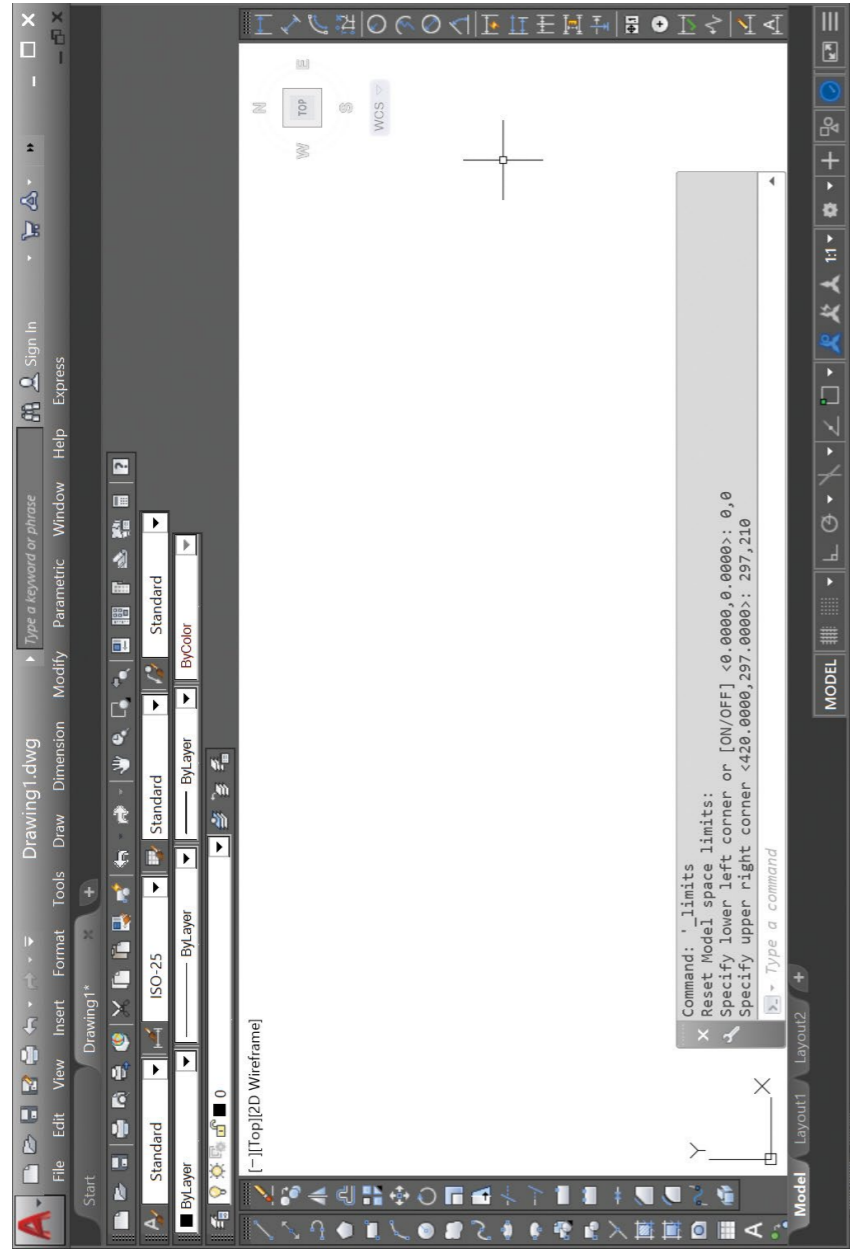 Drawing1.dwg Type a keyword or phrase Sign In
File Edit View Insert Format Tools Draw Dimension Modify Parametric Window Help Express
Start Drawing1*
Standard ISO-25 Standard Standard
ByLayer ByLayer ByLayer ByColor
0
[−][Top][2D Wireframe]
N
W TOP E
S
WCS
Command: '_limits
Reset Model space limits:
Specify lower left corner or [ON/OFF] <0.0000,0.0000>: 0,0
Specify upper right corner <420.0000,297.0000>: 297,210
Type a command
Y
X
Model Layout1 Layout2 +
MODEL 1:1